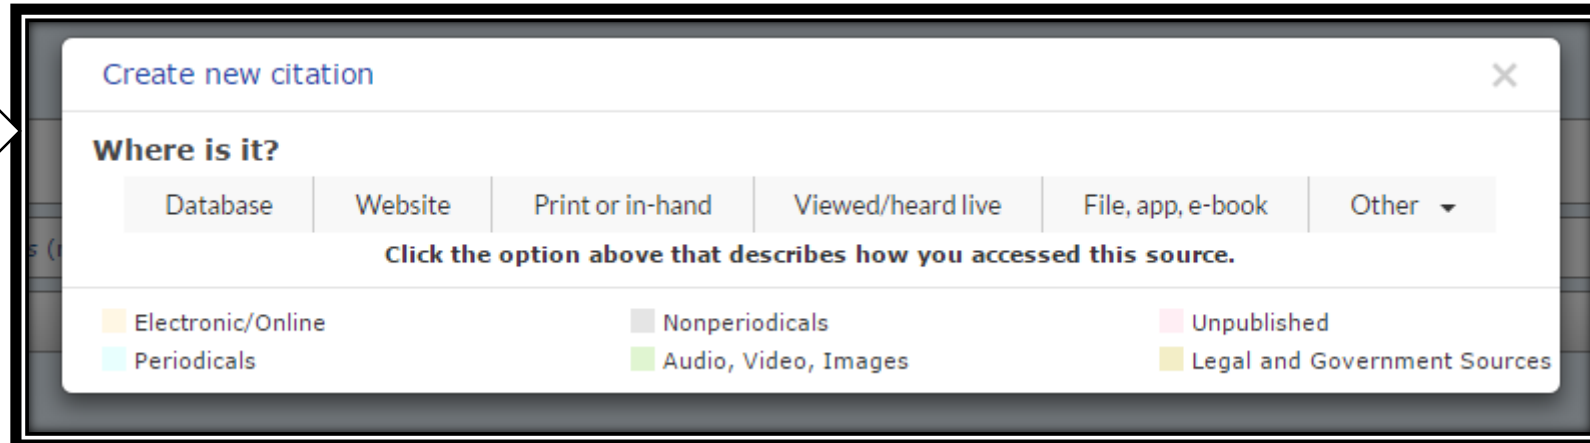 Create new citation ×
Where is it?
Database Website Print or in-hand Viewed/heard live File, app, e-book Other
Click the option above that describes how you accessed this source.
Electronic/Online Nonperiodicals Unpublished
Periodicals Audio, Video, Images Legal and Government Sources